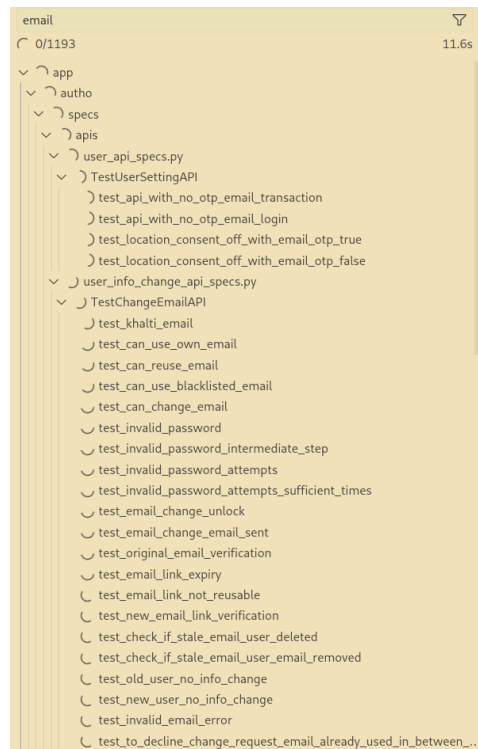 email
0/1193 11.6s
app
autho
specs
apis
user_api_specs.py
TestUserSettingAPI
test_api_with_no_otp_email_transaction
test_api_with_no_otp_email_login
test_location_consent_off_with_email_otp_true
test_location_consent_off_with_email_otp_false
user_info_change_api_specs.py
TestChangeEmailAPI
test_khalti_email
test_can_use_own_email
test_can_reuse_email
test_can_use_blacklisted_email
test_can_change_email
test_invalid_password
test_invalid_password_intermediate_step
test_invalid_password_attempts
test_invalid_password_attempts_sufficient_times
test_email_change_unlock
test_email_change_email_sent
test_original_email_verification
test_email_link_expiry
test_email_link_not_reusable
test_new_email_link_verification
test_check_if_stale_email_user_deleted
test_check_if_stale_email_user_email_removed
test_old_user_no_info_change
test_new_user_no_info_change
test_invalid_email_error
test_to_decline_change_request_email_already_used_in_between_...